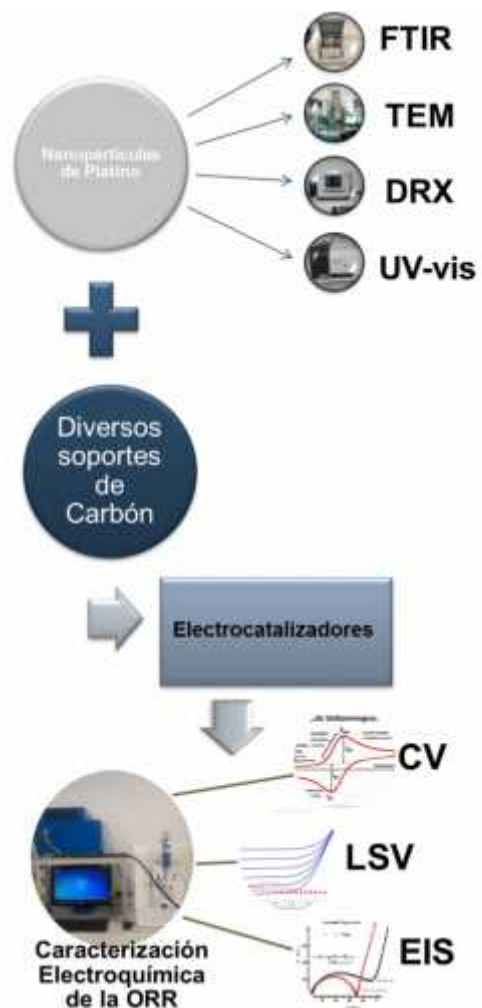 FTIR
Nanopartículas
de Platino
TEM
DRX
UV-vis
Diversos
soportes
de
Carbón
Electrocatalizadores
CV
LSV
EIS
Caracterización
Electroquímica
de la ORR